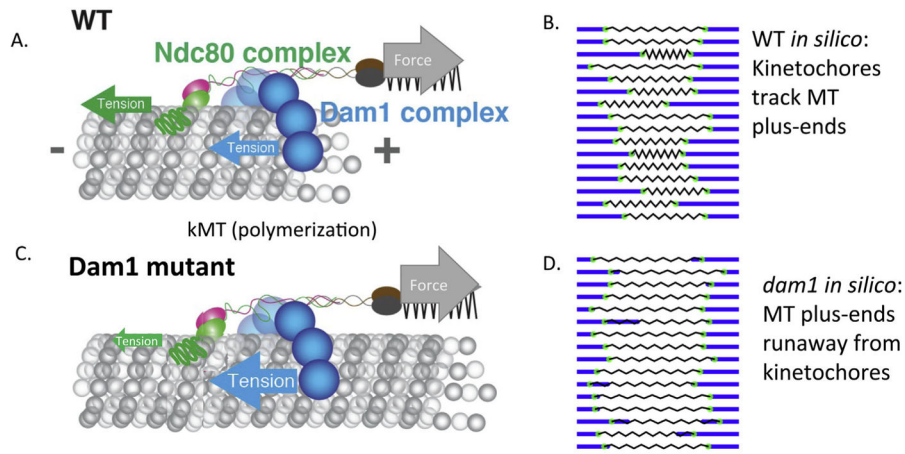 A.
WT
Ndc80 complex
Force
Tension
Dam1 complex
Tension
-
+
kMT (polymerization)
B.
WT in silico:
Kinetochores
track MT
plus-ends
C.
Dam1 mutant
Force
Tension
Tension
D.
dam1 in silico:
MT plus-ends
runaway from
kinetochores